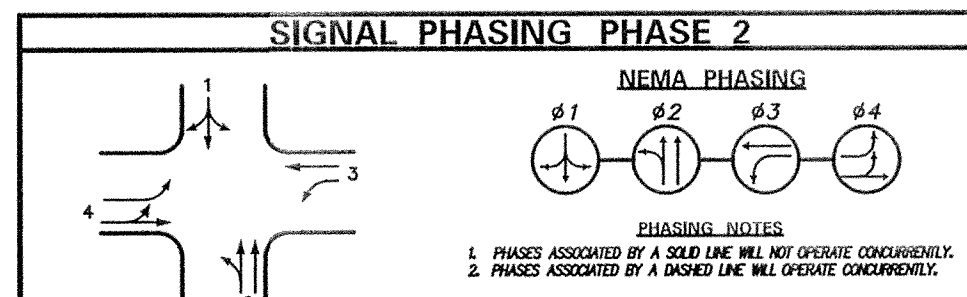 SIGNAL PHASING PHASE 2
1
3
4
NEMA PHASING
ø1 ø2 ø3 ø4
PHASING NOTES
1. PHASES ASSOCIATED BY A SOLID LINE WILL NOT OPERATE CONCURRENTLY.
2. PHASES ASSOCIATED BY A DASHED LINE WILL OPERATE CONCURRENTLY.